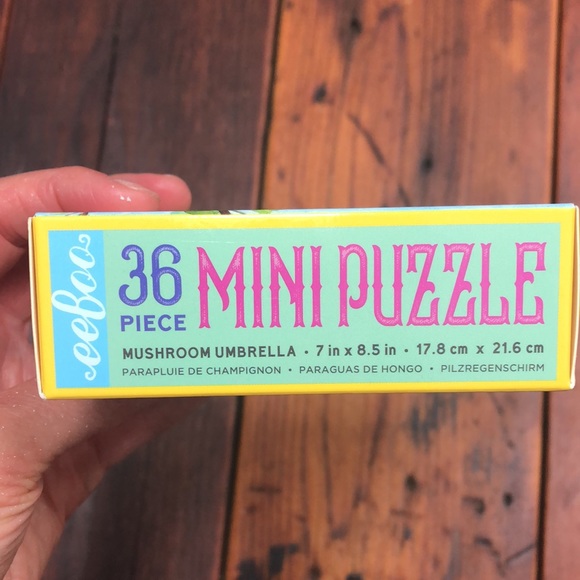 eeboo
36 PIECE MINI PUZZLE
MUSHROOM UMBRELLA • 7 in x 8.5 in • 17.8 cm x 21.6 cm
PARAPLUIE DE CHAMPIGNON • PARAGUAS DE HONGO • PILZREGENSCHIRM